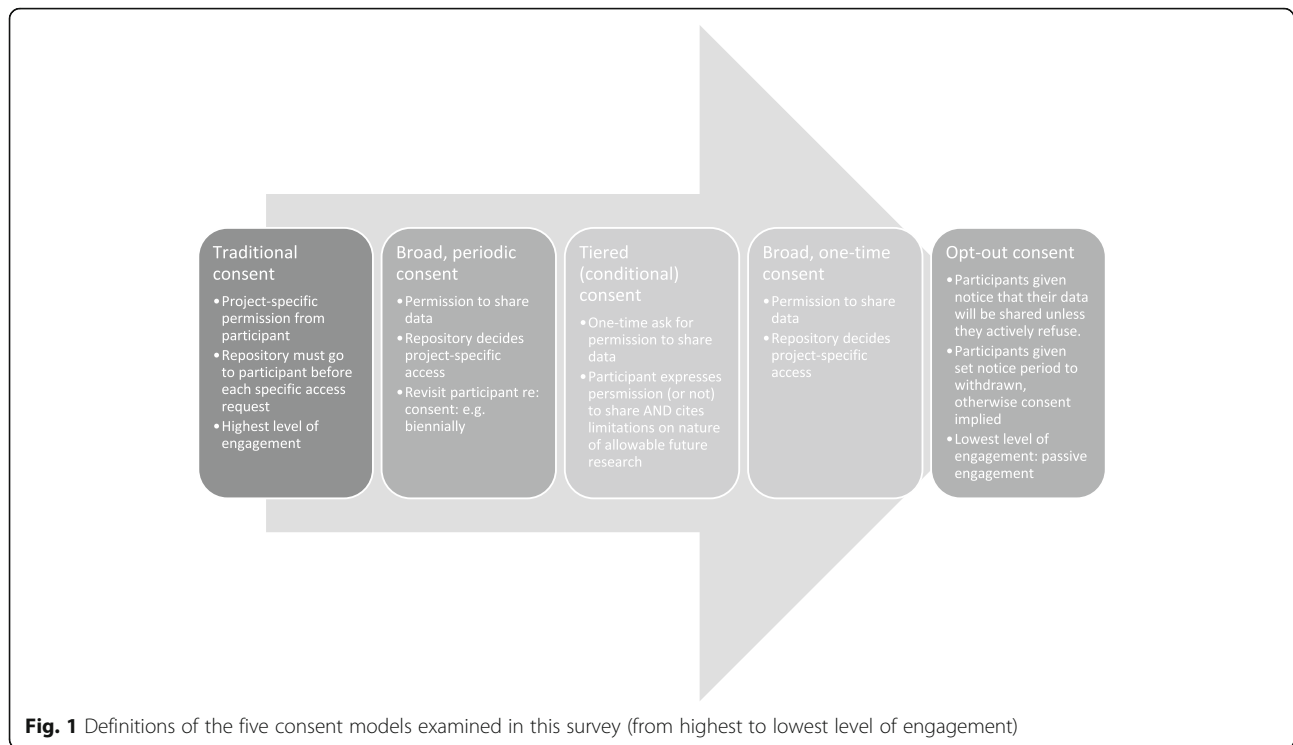 Traditional
consent
•Project-specific
permission from
participant
•Repository must go
to participant before
each specific access
request
•Highest level of
engagement
Broad, periodic
consent
•Permission to share
data
•Repository decides
project-specific
access
•Revisit participant re:
consent: e.g.
biennially
Tiered
(conditional)
consent
•One-time ask for
permission to share
data
•Participant expresses
persmission (or not)
to share AND cites
limitations on nature
of allowable future
research
Broad, one-time
consent
•Permission to share
data
•Repository decides
project-specific
access
Opt-out consent
•Participants given
notice that their data
will be shared unless
they actively refuse.
•Participants given
set notice period to
withdrawn,
otherwise consent
implied
•Lowest level of
engagement: passive
engagement
Fig. 1 Definitions of the five consent models examined in this survey (from highest to lowest level of engagement)